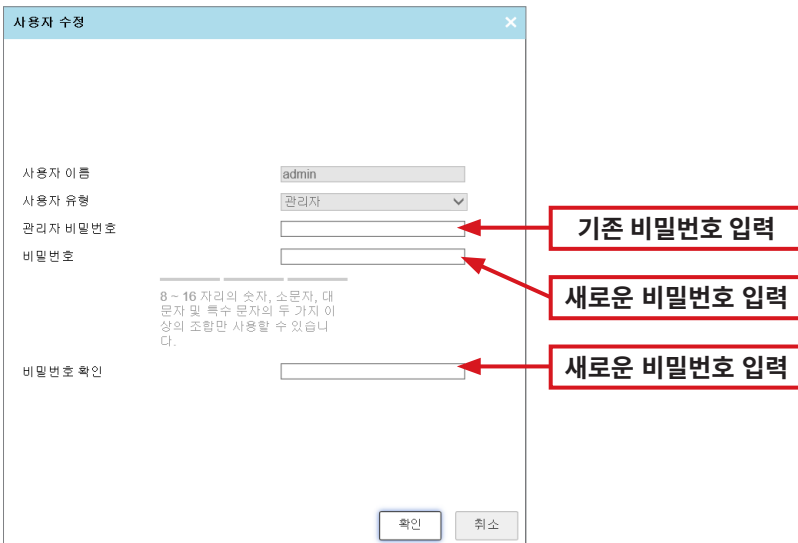 사용자 수정
사용자 이름
admin
사용자 유형
관리자
관리자 비밀번호
기존 비밀번호 입력
비밀번호
새로운 비밀번호 입력
8 ~ 16 자리의 숫자, 소문자, 대
문자 및 특수 문자의 두 가지 이
상의 조합만 사용할 수 있습니
다.
비밀번호 확인
새로운 비밀번호 입력
확인
취소